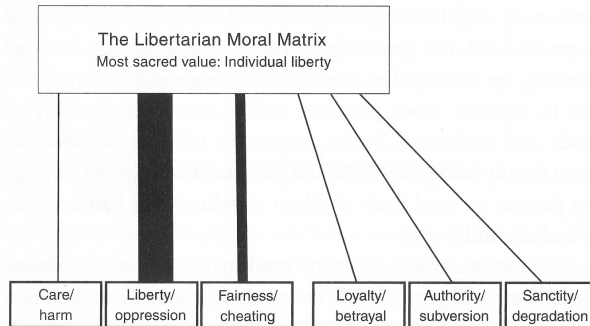 The Libertarian Moral Matrix
Most sacred value: Individual liberty
Care/
harm
Liberty/
oppression
Fairness/
cheating
Loyalty/
betrayal
Authority/
subversion
Sanctity/
degradation